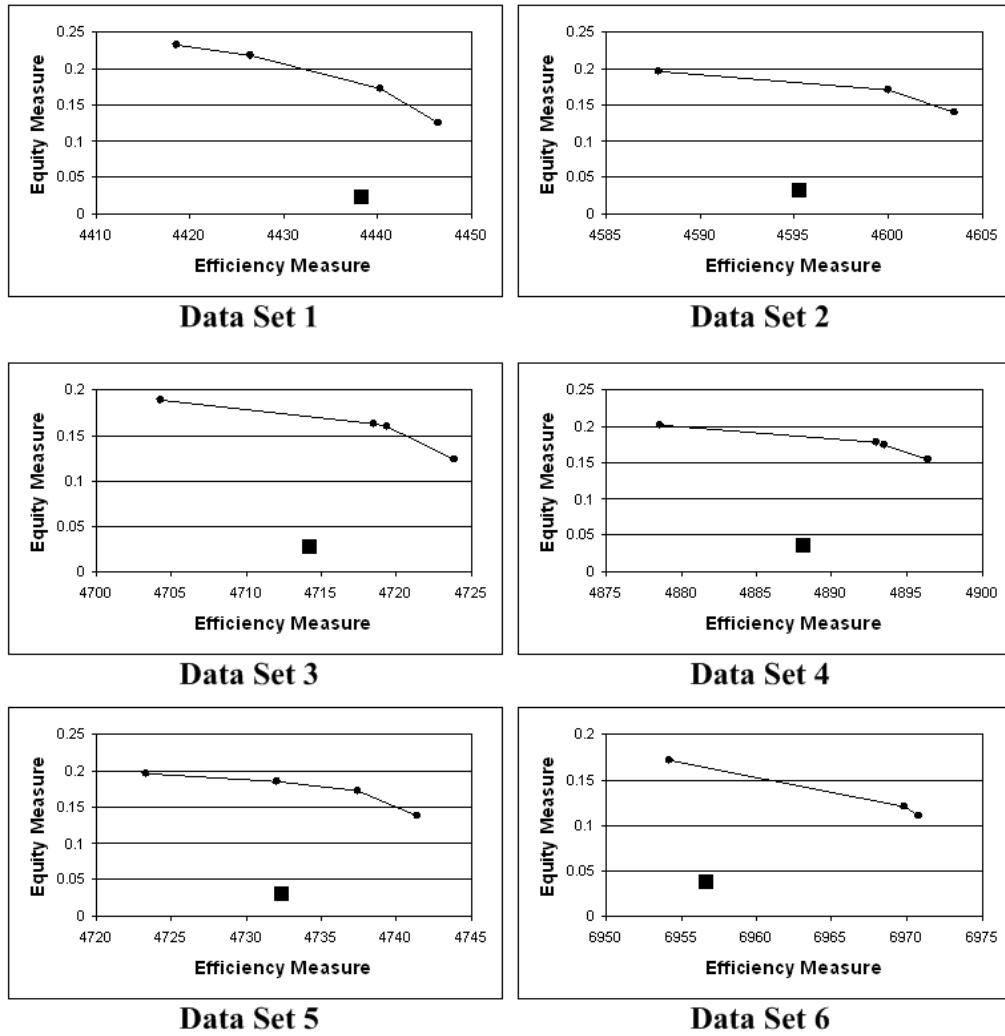 0.25
0.2
0.15
0.1
0.05
0
Equity Measure
4410 4420 4430 4440 4450
Efficiency Measure
Data Set 1
0.25
0.2
0.15
0.1
0.05
0
Equity Measure
4585 4590 4595 4600 4605
Efficiency Measure
Data Set 2
0.2
0.15
0.1
0.05
0
Equity Measure
4700 4705 4710 4715 4720 4725
Efficiency Measure
Data Set 3
0.25
0.2
0.15
0.1
0.05
0
Equity Measure
4875 4880 4885 4890 4895 4900
Efficiency Measure
Data Set 4
0.25
0.2
0.15
0.1
0.05
0
Equity Measure
4720 4725 4730 4735 4740 4745
Efficiency Measure
Data Set 5
0.2
0.15
0.1
0.05
0
Equity Measure
6950 6955 6960 6965 6970 6975
Efficiency Measure
Data Set 6